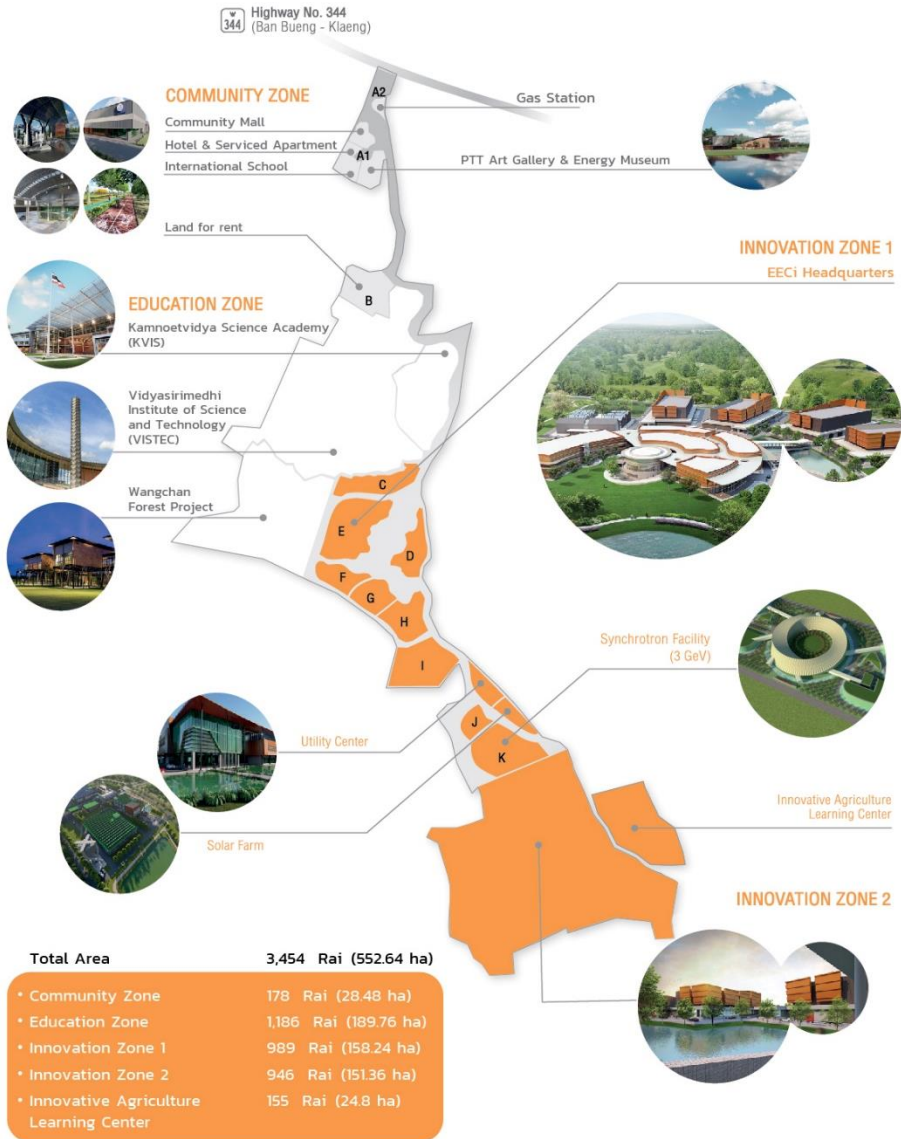 344
Highway No. 344
(Ban Bueng - Klaeng)
COMMUNITY ZONE
Community Mall
Hotel & Serviced Apartment
International School
Land for rent
A2
A1
Gas Station
PTT Art Gallery & Energy Museum
INNOVATION ZONE 1
EECi Headquarters
B
EDUCATION ZONE
Kamnoetvidya Science Academy
(KVIS)
Vidyasirimedhi
Institute of Science
and Technology
(VISTEC)
Wangchan
Forest Project
C
E
D
F
G
H
I
J
K
Synchrotron Facility
(3 GeV)
Utility Center
Solar Farm
Innovative Agriculture
Learning Center
INNOVATION ZONE 2
Total Area 3,454 Rai (552.64 ha)
• Community Zone 178 Rai (28.48 ha)
• Education Zone 1,186 Rai (189.76 ha)
• Innovation Zone 1 989 Rai (158.24 ha)
• Innovation Zone 2 946 Rai (151.36 ha)
• Innovative Agriculture 155 Rai (24.8 ha)
Learning Center